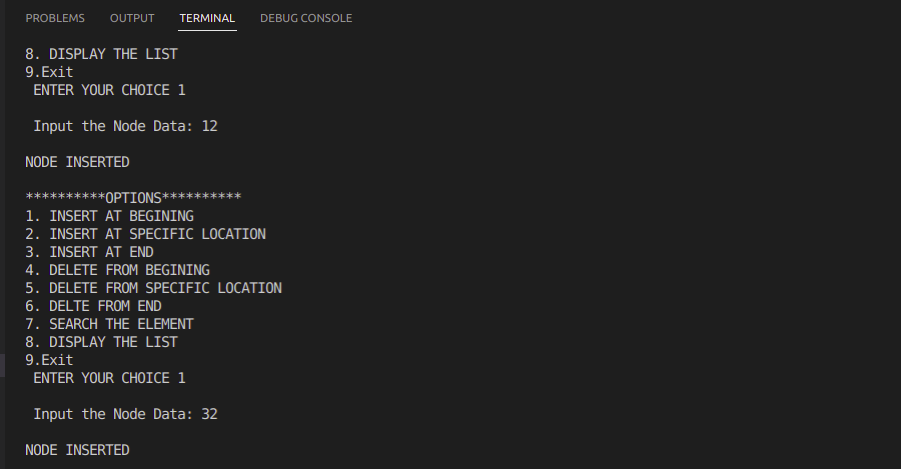 PROBLEMS OUTPUT TERMINAL DEBUG CONSOLE
8. DISPLAY THE LIST
9.Exit
ENTER YOUR CHOICE 1
Input the Node Data: 12
NODE INSERTED
**********OPTIONS**********
1. INSERT AT BEGINING
2. INSERT AT SPECIFIC LOCATION
3. INSERT AT END
4. DELETE FROM BEGINING
5. DELETE FROM SPECIFIC LOCATION
6. DELTE FROM END
7. SEARCH THE ELEMENT
8. DISPLAY THE LIST
9.Exit
ENTER YOUR CHOICE 1
Input the Node Data: 32
NODE INSERTED